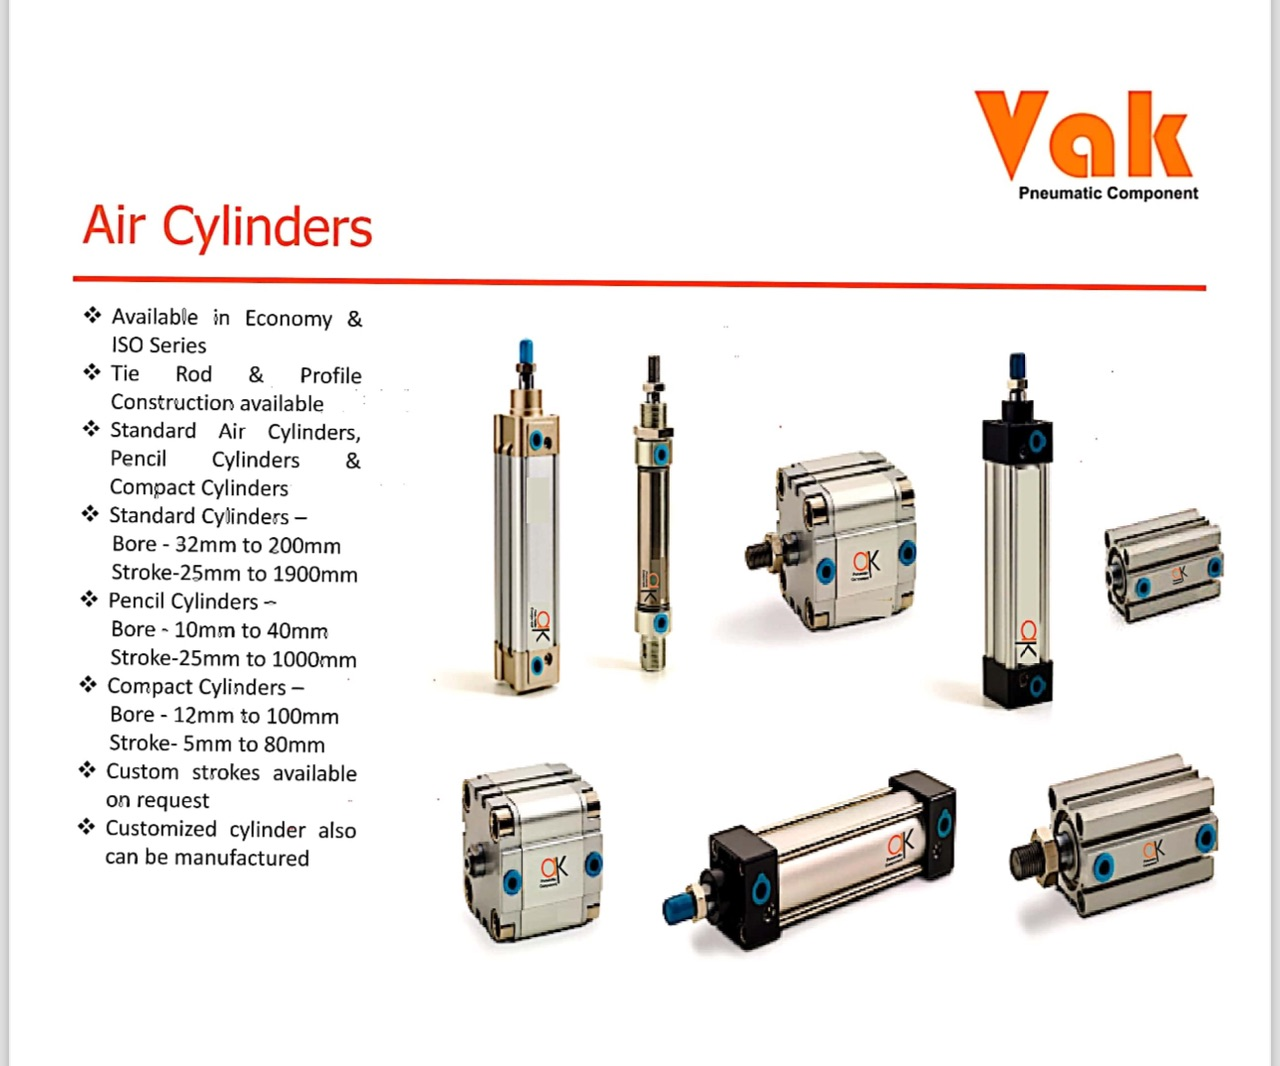 Vak
Pneumatic Component
Air Cylinders
❖ Available in Economy &
ISO Series
❖ Tie Rod & Profile
Construction available
❖ Standard Air Cylinders,
Pencil Cylinders &
Compact Cylinders
❖ Standard Cylinders –
Bore - 32mm to 200mm
Stroke-25mm to 1900mm
❖ Pencil Cylinders –
Bore - 10mm to 40mm
Stroke-25mm to 1000mm
❖ Compact Cylinders –
Bore - 12mm to 100mm
Stroke- 5mm to 80mm
❖ Custom strokes available
on request
❖ Customized cylinder also
can be manufactured